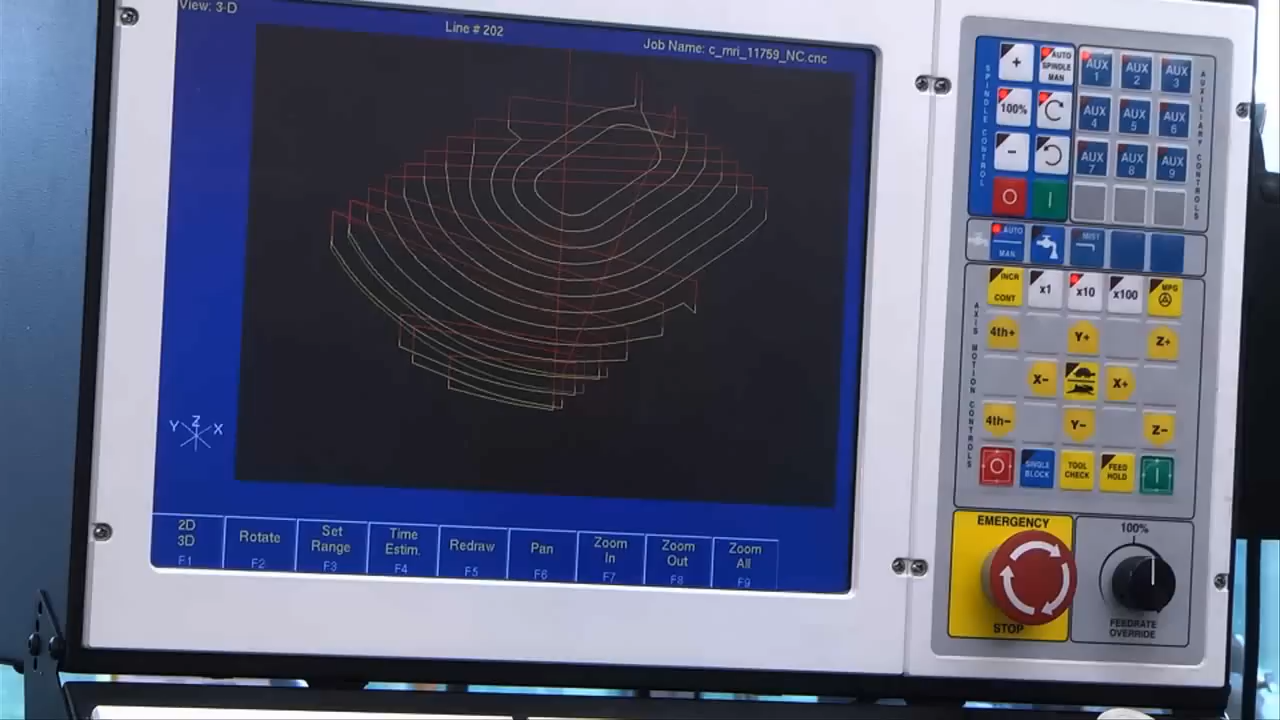 View: 3-D
Line # 202
Job Name: c_mri_11759_NC.cnc
Y Z X
2D
3D
F1
Rotate
F2
Set
Range
F3
Time
Estim.
F4
Redraw
F5
Pan
F6
Zoom
In
F7
Zoom
Out
F8
Zoom
All
F9
SPINDLE CONTROL
+
AUTO
SPINDLE
MAN
100%
-
O
I
AUXILIARY CONTROLS
AUX
1
AUX
2
AUX
3
AUX
4
AUX
5
AUX
6
AUX
7
AUX
8
AUX
9
AUTO
MAN
MIST
AXIS MOTION CONTROLS
INCR
CONT
x1
x10
x100
MPG
4th+
Y+
Z+
X-
X+
4th-
Y-
Z-
O
SINGLE
BLOCK
TOOL
CHECK
FEED
HOLD
I
EMERGENCY
STOP
100%
FEEDRATE
OVERRIDE